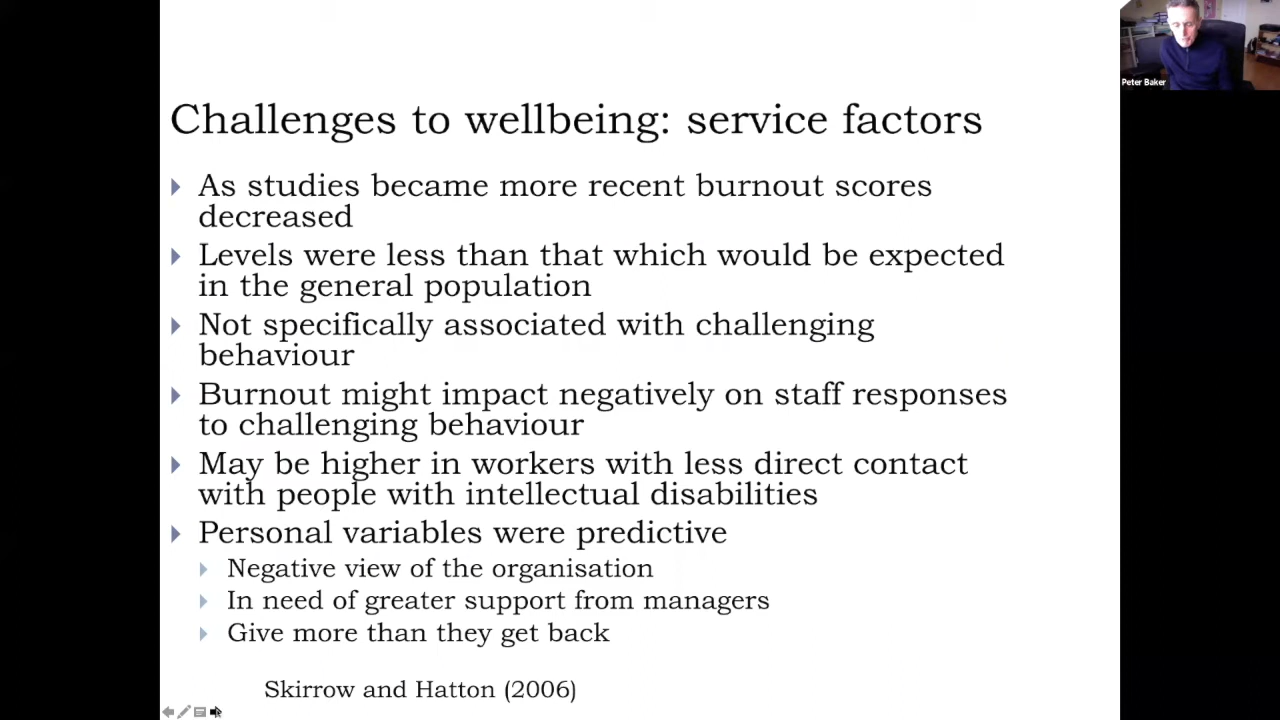 Peter Baker
Challenges to wellbeing: service factors
As studies became more recent burnout scores
decreased
Levels were less than that which would be expected
in the general population
Not specifically associated with challenging
behaviour
Burnout might impact negatively on staff responses
to challenging behaviour
May be higher in workers with less direct contact
with people with intellectual disabilities
Personal variables were predictive
Negative view of the organisation
In need of greater support from managers
Give more than they get back
Skirrow and Hatton (2006)